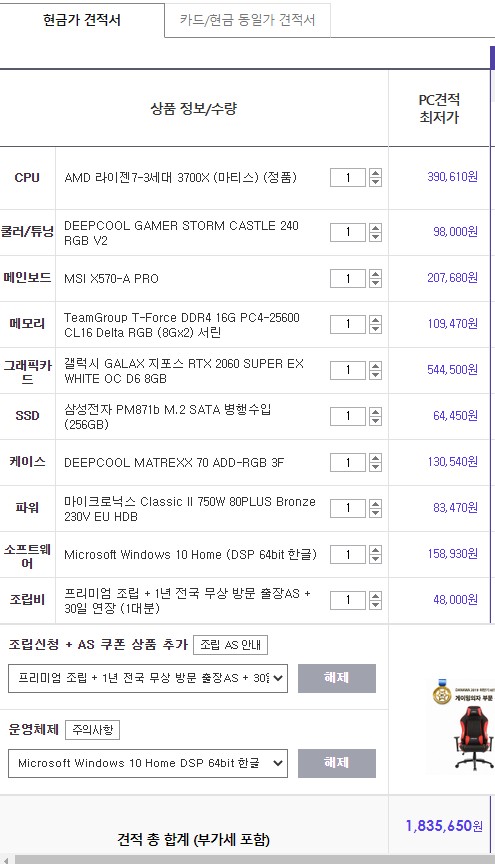 현금가 견적서
카드/현금 동일가 견적서
상품 정보/수량
PC견적
최저가
CPU
AMD 라이젠7-3세대 3700X (마티스) (정품)
1
390,610원
쿨러/튜닝
DEEPCOOL GAMER STORM CASTLE 240
RGB V2
1
98,000원
메인보드
MSI X570-A PRO
1
207,680원
메모리
TeamGroup T-Force DDR4 16G PC4-25600
CL16 Delta RGB (8Gx2) 서린
1
109,470원
그래픽카
드
갤럭시 GALAX 지포스 RTX 2060 SUPER EX
WHITE OC D6 8GB
1
544,500원
SSD
삼성전자 PM871b M.2 SATA 병행수입
(256GB)
1
64,450원
케이스
DEEPCOOL MATREXX 70 ADD-RGB 3F
1
130,540원
파워
마이크로닉스 Classic II 750W 80PLUS Bronze
230V EU HDB
1
83,470원
소프트웨
어
Microsoft Windows 10 Home (DSP 64bit 한글)
1
158,930원
조립비
프리미엄 조립 + 1년 전국 무상 방문 출장AS +
30일 연장 (1대분)
1
48,000원
조립신청 + AS 쿠폰 상품 추가
조립 AS 안내
프리미엄 조립 + 1년 전국 무상 방문 출장AS + 30일
해제
운영체제
주의사항
Microsoft Windows 10 Home DSP 64bit 한글
해제
게이밍의자 부문
견적 총 합계 (부가세 포함)
1,835,650원